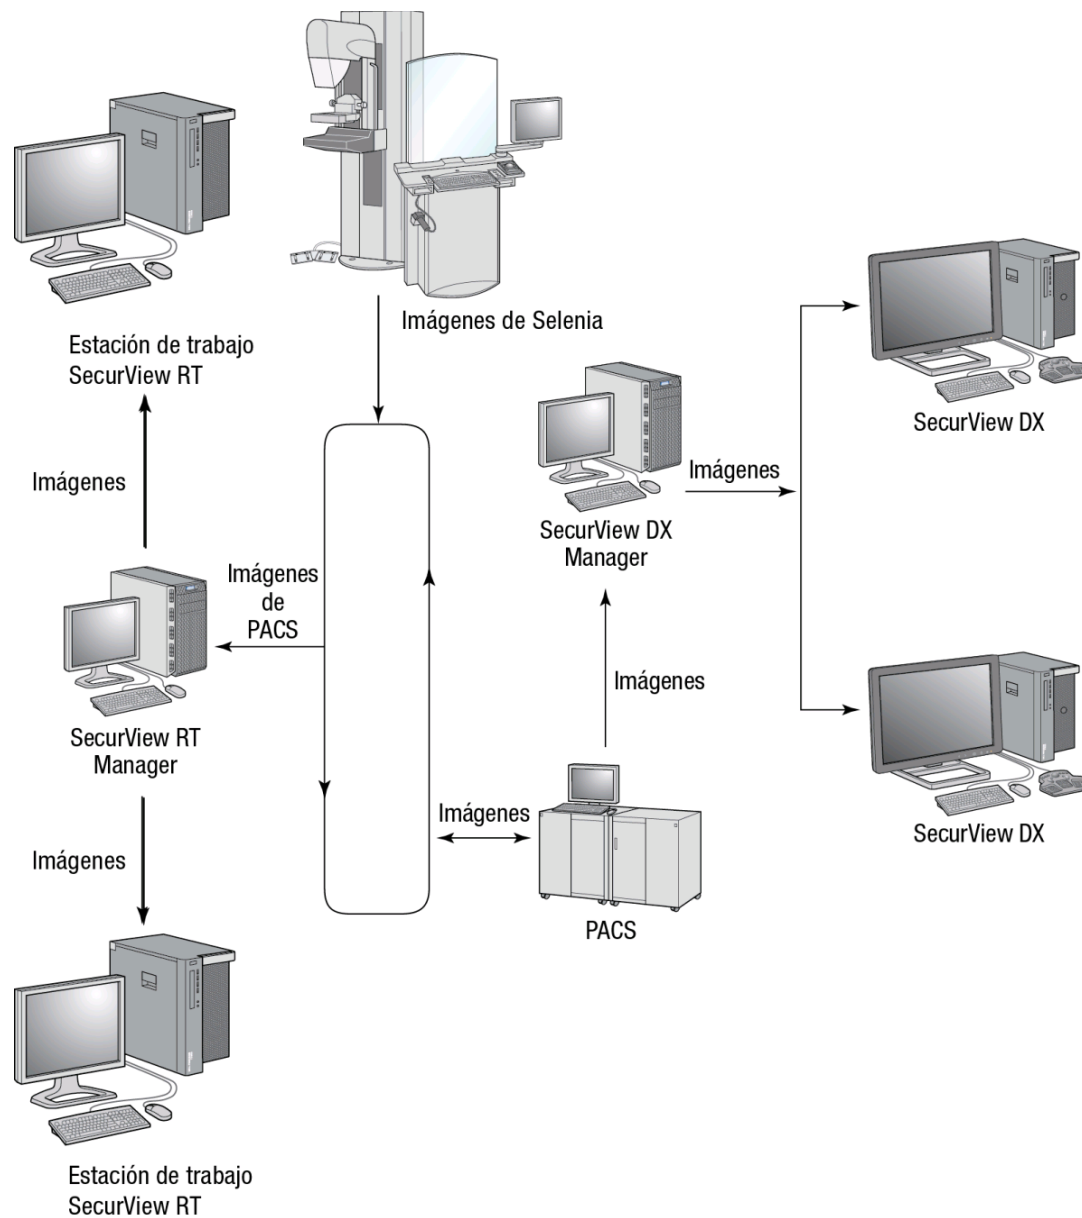 Imágenes de Selenia
Estación de trabajo
SecurView RT
Imágenes
SecurView DX
Imágenes
SecurView DX
Manager
Imágenes
de
PACS
Imágenes
SecurView RT
Manager
Imágenes
SecurView DX
Imágenes
PACS
Estación de trabajo
SecurView RT